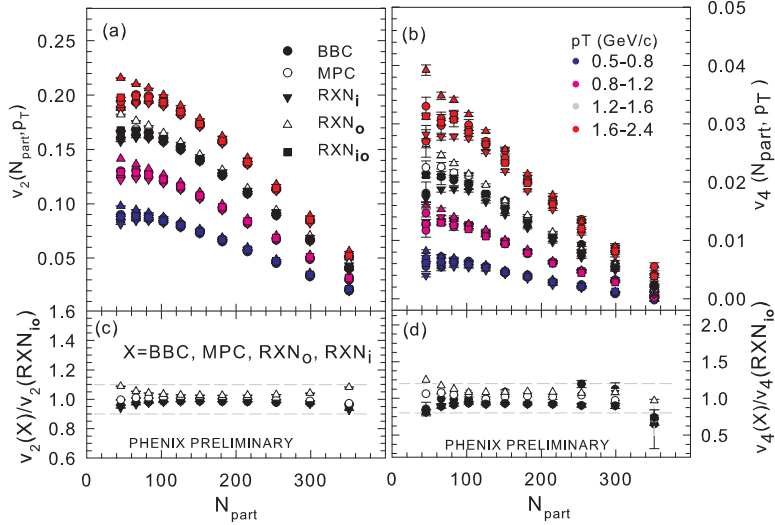 (a)
0.25
0.20
0.15
0.10
0.05
v2(Npart,pT)
BBC
MPC
RXNi
RXNo
RXNio
(b)
pT (GeV/c)
0.5-0.8
0.8-1.2
1.2-1.6
1.6-2.4
0.05
0.04
0.03
0.02
0.01
0.00
v4 (Npart, pT)
(c)
X=BBC, MPC, RXNo, RXNi
1.6
1.4
1.2
1.0
0.8
0.6
v2(X)/v2(RXNio)
PHENIX PRELIMINARY
0 100 200 300 400
Npart
(d)
2.0
1.5
1.0
0.5
v4(X)/v4(RXNio)
PHENIX PRELIMINARY
0 100 200 300
Npart